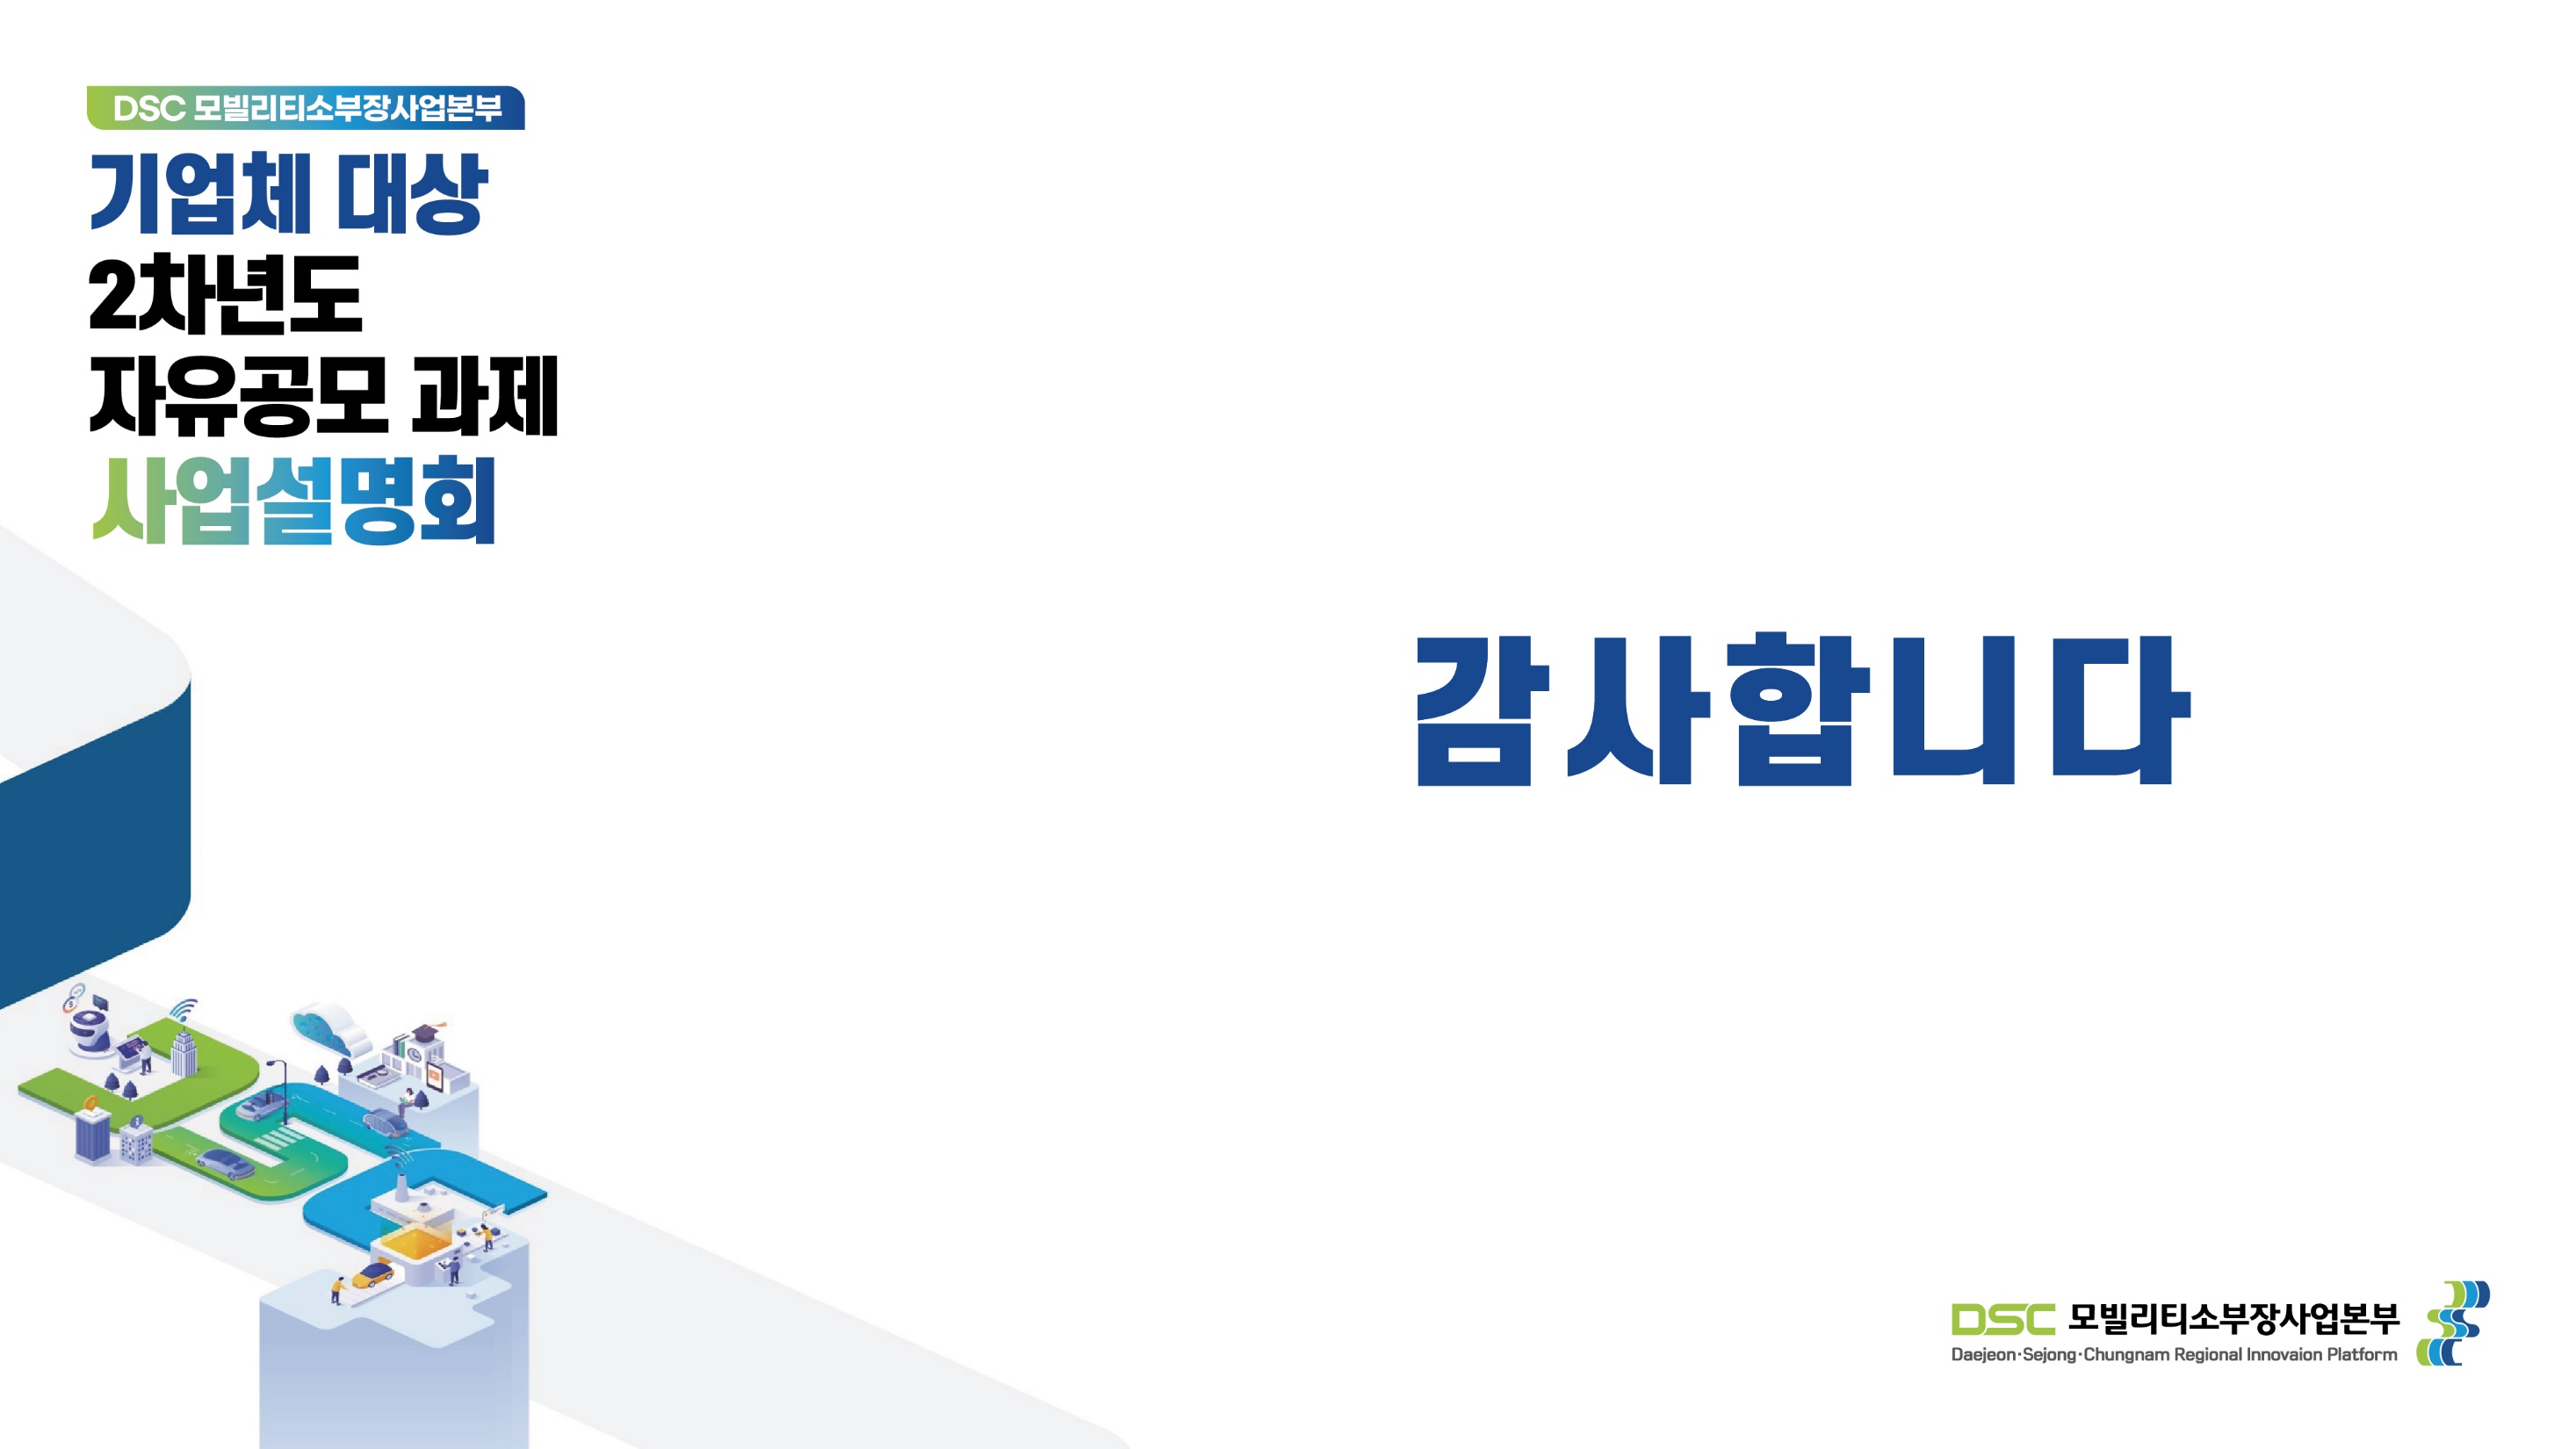 DSC 모빌리티소부장사업본부
기업체 대상
2차년도
자유공모 과제
사업설명회
감사합니다
DSC 모빌리티소부장사업본부
Daejeon·Sejong·Chungnam Regional Innovaion Platform